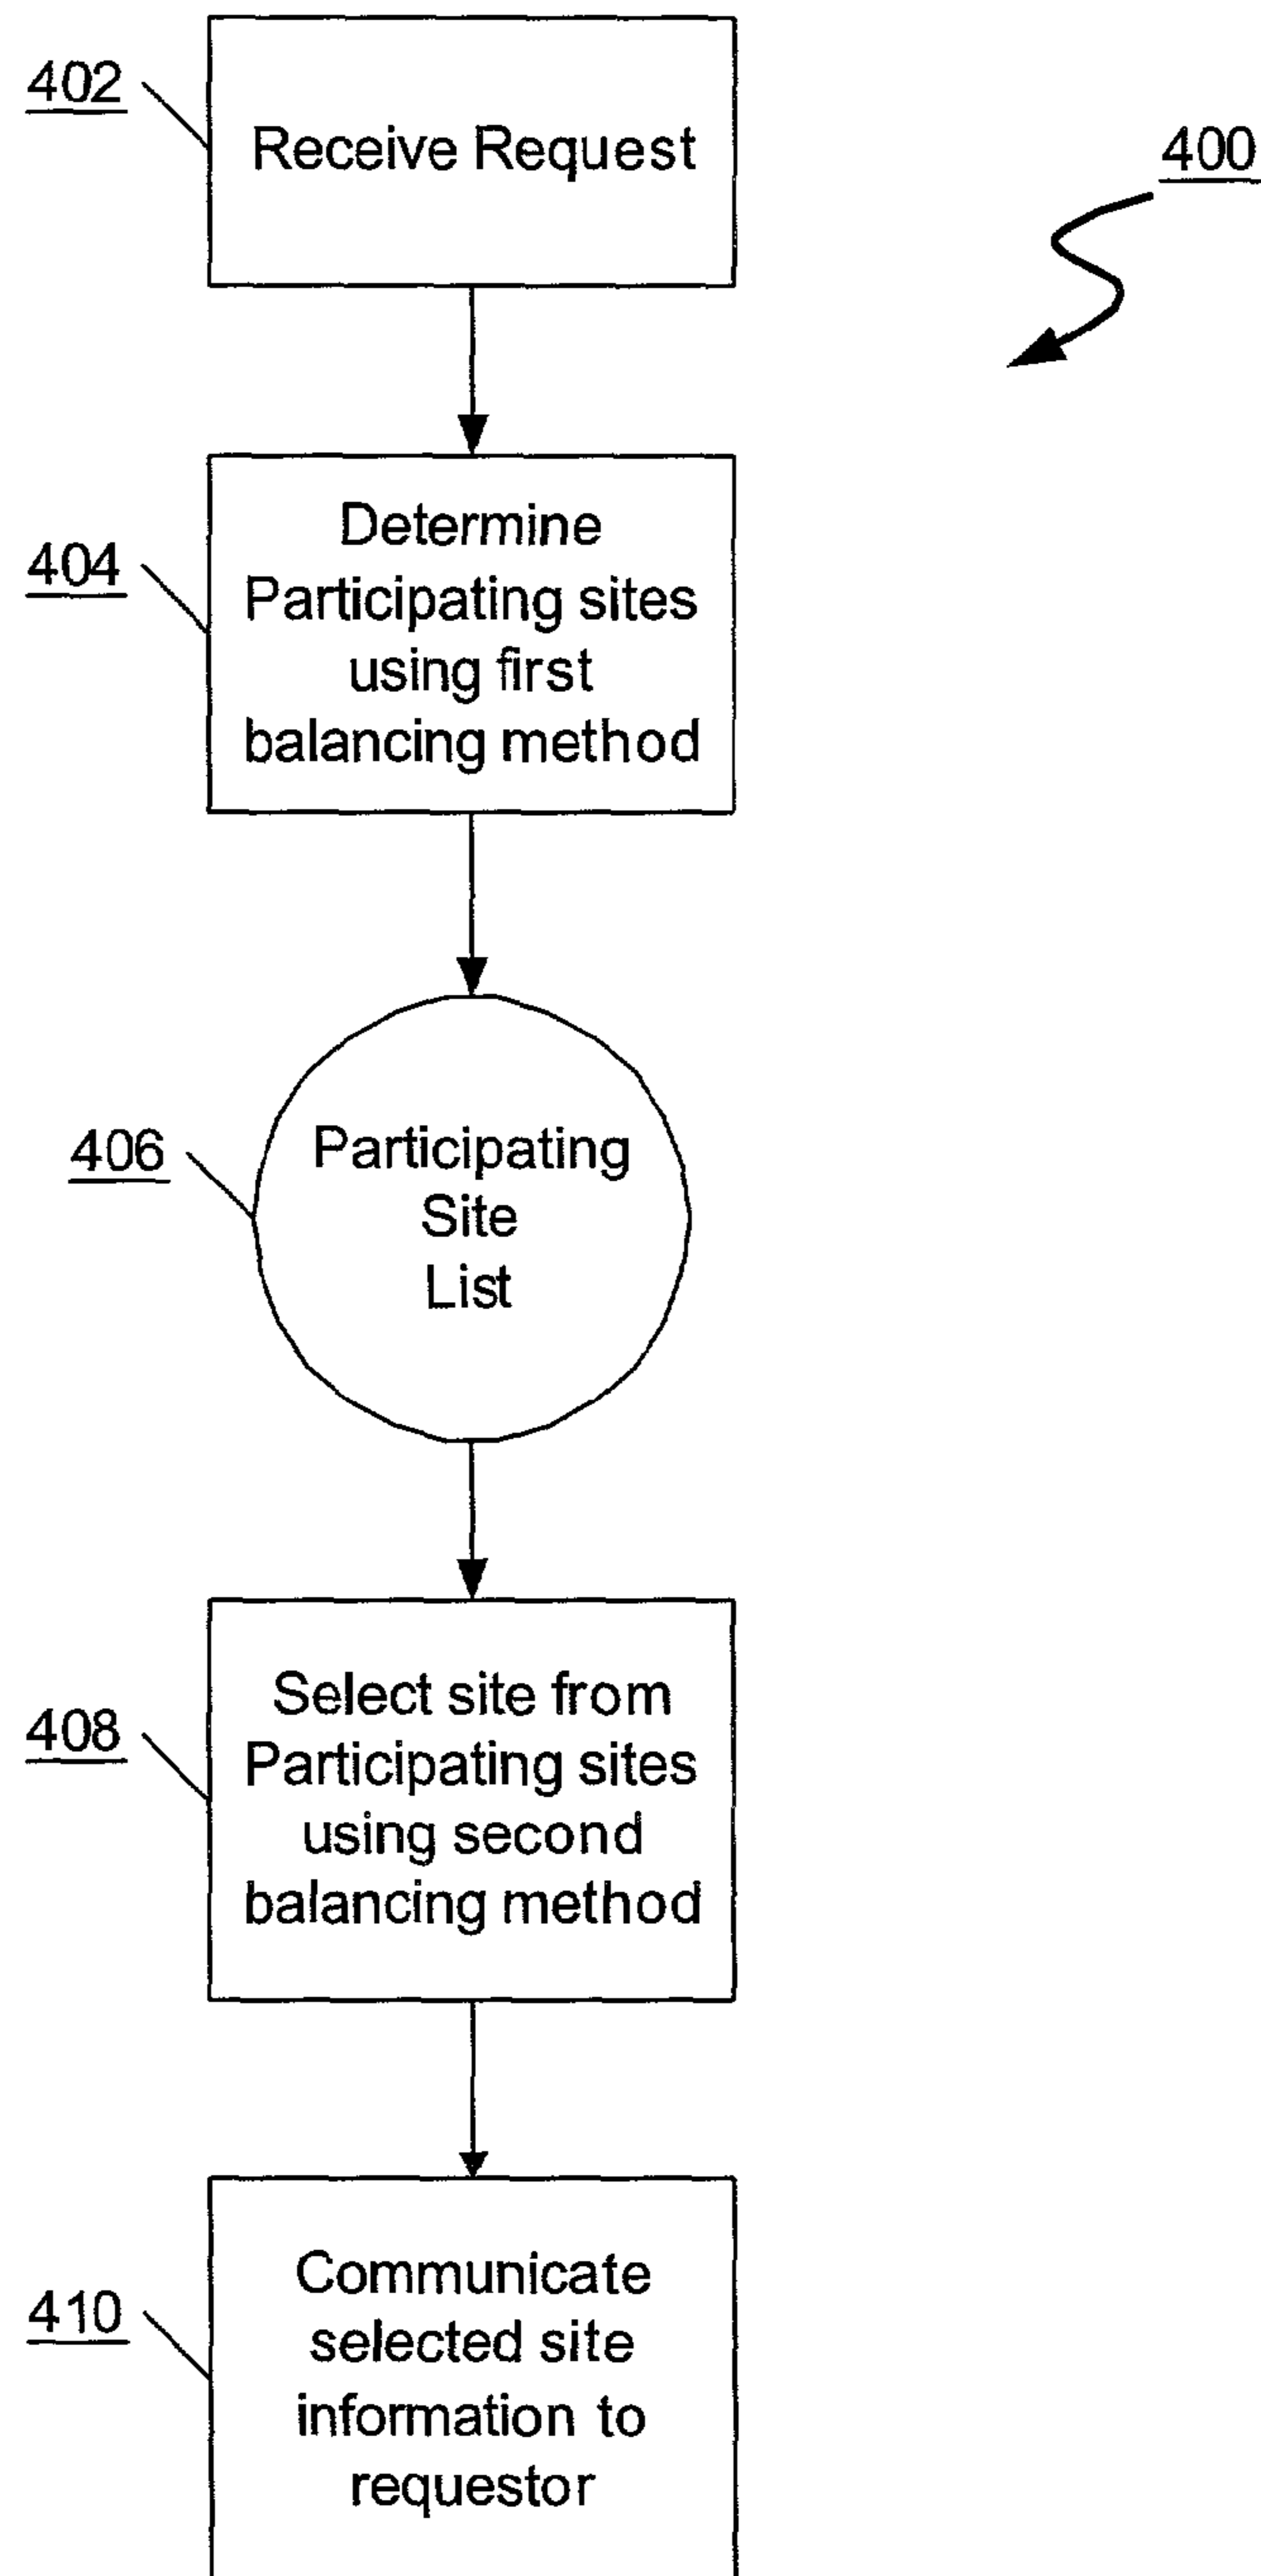 402
Receive Request
400
404
Determine
Participating sites
using first
balancing method
406
Participating
Site
List
408
Select site from
Participating sites
using second
balancing method
410
Communicate
selected site
information to
requestor